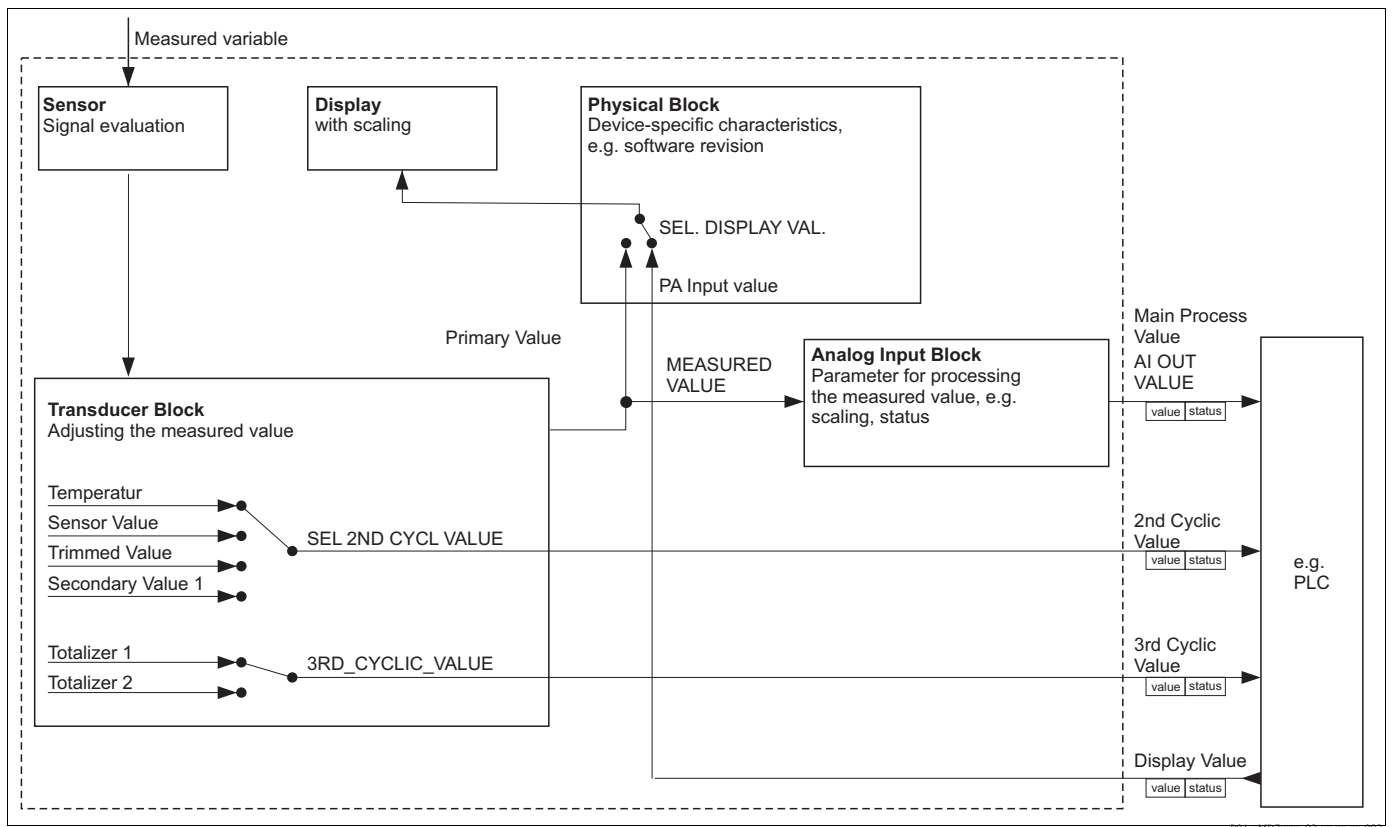 Measured variable
Sensor
Signal evaluation
Display
with scaling
Physical Block
Device-specific characteristics,
e.g. software revision
SEL. DISPLAY VAL.
PA Input value
Primary Value
MEASURED
VALUE
Analog Input Block
Parameter for processing
the measured value, e.g.
scaling, status
Main Process
Value
AI OUT
VALUE
value status
Transducer Block
Adjusting the measured value
Temperatur
Sensor Value
Trimmed Value
Secondary Value 1
SEL 2ND CYCL VALUE
2nd Cyclic
Value
value status
e.g.
PLC
Totalizer 1
Totalizer 2
3RD_CYCLIC_VALUE
3rd Cyclic
Value
value status
Display Value
value status